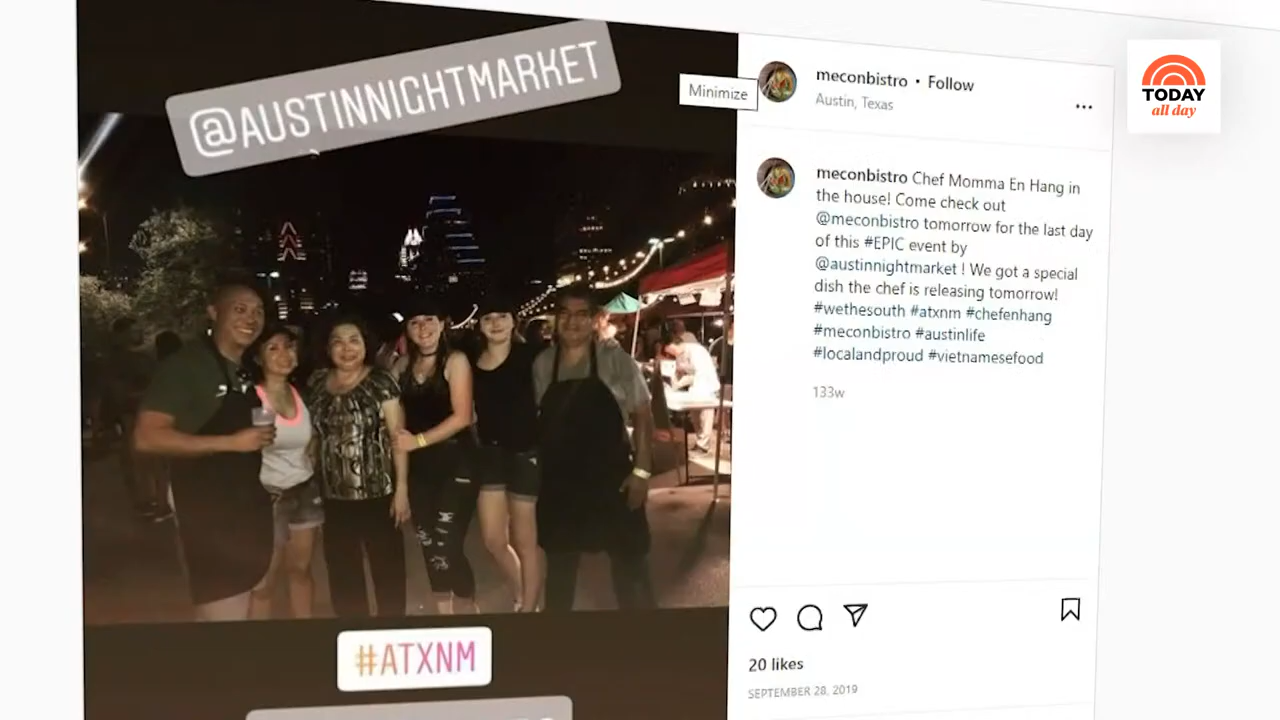 @AUSTINNIGHTMARKET
Minimize
meconbistro • Follow
Austin, Texas
TODAY
all day
meconbistro Chef Momma En Hang in
the house! Come check out
@meconbistro tomorrow for the last day
of this #EPIC event by
@austinnightmarket ! We got a special
dish the chef is releasing tomorrow!
#wethesouth #atxnm #chefenhang
#meconbistro #austinlife
#localandproud #vietnamesefood
133w
#ATXNM
20 likes
SEPTEMBER 28, 2019